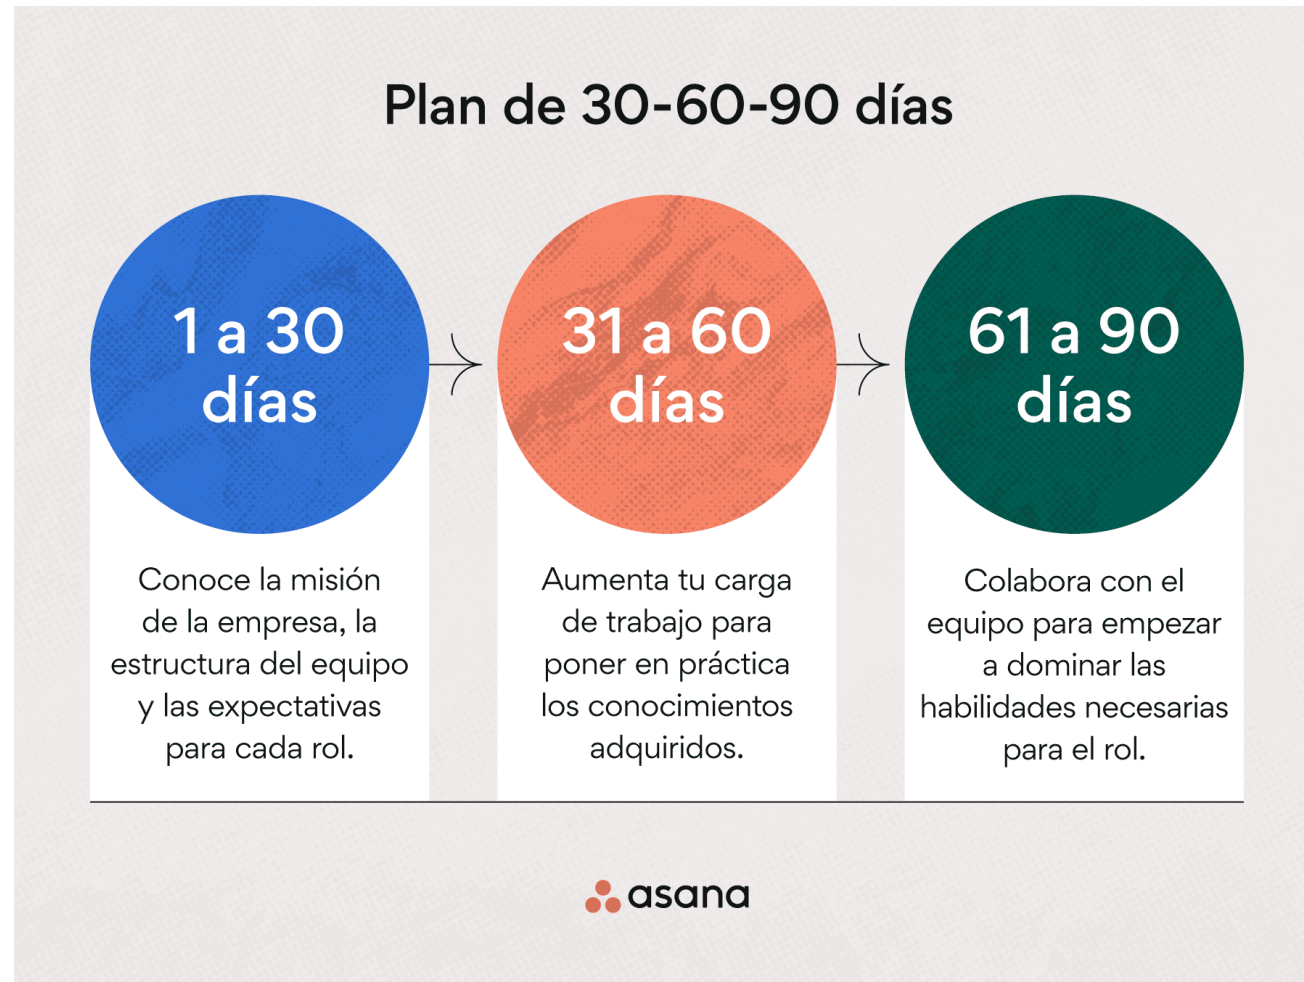 Plan de 30-60-90 días
1 a 30
días
31 a 60
días
61 a 90
días
Conoce la misión
de la empresa, la
estructura del equipo
y las expectativas
para cada rol.
Aumenta tu carga
de trabajo para
poner en práctica
los conocimientos
adquiridos.
Colabora con el
equipo para empezar
a dominar las
habilidades necesarias
para el rol.
asana